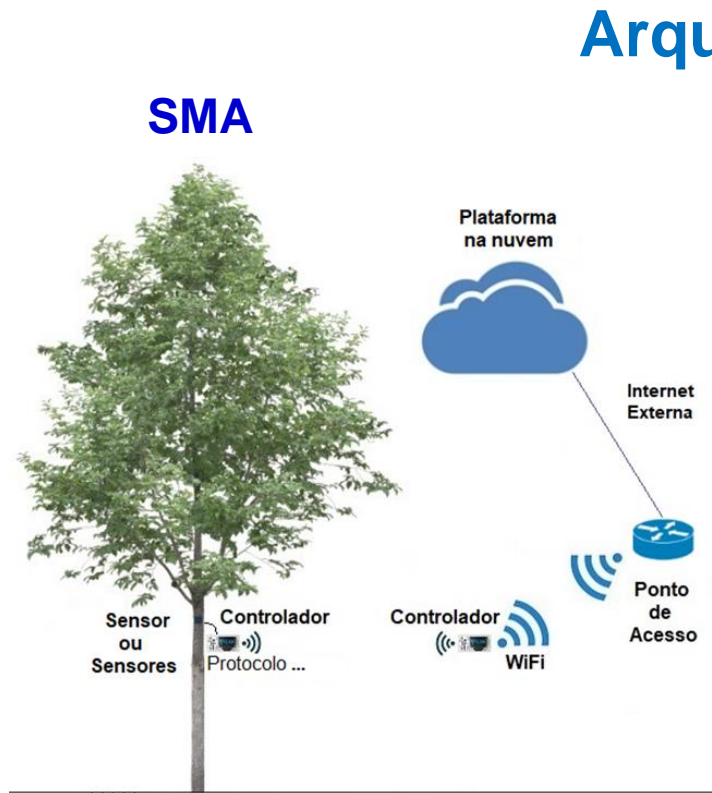 Arqu
SMA
Plataforma
na nuvem
Internet
Externa
Ponto
de
Acesso
Sensor
ou
Sensores
Controlador
Protocolo ...
Controlador
WiFi